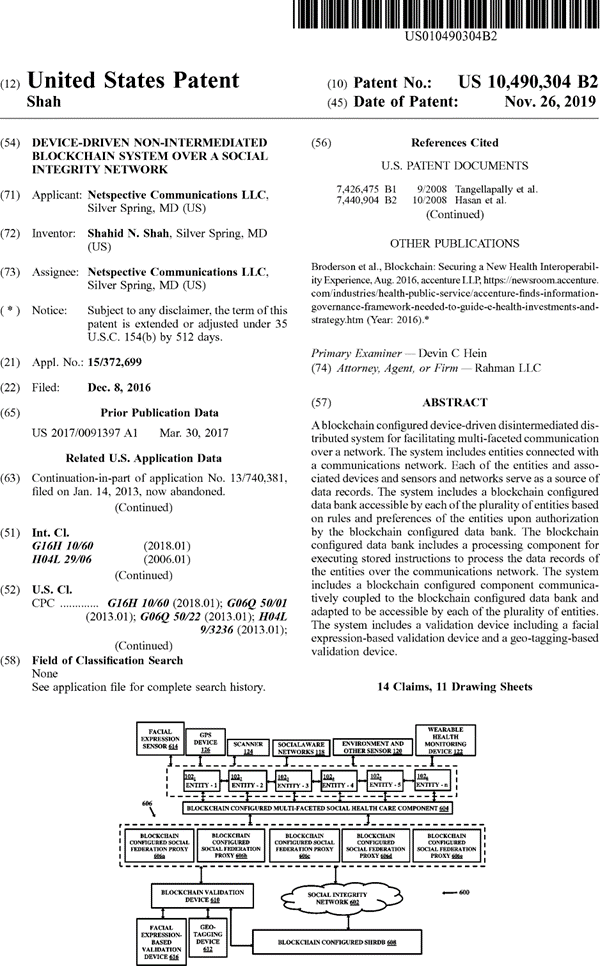 US010490304B2
(12) United States Patent
Shah
(10) Patent No.: US 10,490,304 B2
(45) Date of Patent: Nov. 26, 2019
(54) DEVICE-DRIVEN NON-INTERMEDIATED
BLOCKCHAIN SYSTEM OVER A SOCIAL
INTEGRITY NETWORK
(71) Applicant: Netspective Communications LLC,
Silver Spring, MD (US)
(72) Inventor: Shahid N. Shah, Silver Spring, MD
(US)
(73) Assignee: Netspective Communications LLC,
Silver Spring, MD (US)
( * ) Notice: Subject to any disclaimer, the term of this
patent is extended or adjusted under 35
U.S.C. 154(b) by 512 days.
(21) Appl. No.: 15/372,699
(22) Filed: Dec. 8, 2016
(65) Prior Publication Data
US 2017/0091397 A1 Mar. 30, 2017
Related U.S. Application Data
(63) Continuation-in-part of application No. 13/740,381,
filed on Jan. 14, 2013, now abandoned.
(Continued)
(51) Int. Cl.
G16H 10/60 (2018.01)
H04L 29/06 (2006.01)
(Continued)
(52) U.S. Cl.
CPC ............. G16H 10/60 (2018.01); G06Q 50/01
(2013.01); G06Q 50/22 (2013.01); H04L
9/3236 (2013.01);
(Continued)
(58) Field of Classification Search
None
See application file for complete search history.
(56) References Cited
U.S. PATENT DOCUMENTS
7,426,475 B1 9/2008 Tangellapally et al.
7,440,904 B2 10/2008 Hasan et al.
(Continued)
OTHER PUBLICATIONS
Broderson et al., Blockchain: Securing a New Health Interoperabil-
ity Experience, Aug. 2016, accenture LLP, https://newsroom.accenture.
com/industries/health-public-service/accenture-finds-information-
governance-framework-needed-to-guide-e-health-investments-and-
strategy.htm (Year: 2016).*
Primary Examiner — Devin C Hein
(74) Attorney, Agent, or Firm — Rahman LLC
(57) ABSTRACT
A blockchain configured device-driven disintermediated dis-
tributed system for facilitating multi-faceted communication
over a network. The system includes entities connected with
a communications network. Each of the entities and asso-
ciated devices and sensors and networks serve as a source of
data records. The system includes a blockchain configured
data bank accessible by each of the plurality of entities based
on rules and preferences of the entities upon authorization
by the blockchain configured data bank. The blockchain
configured data bank includes a processing component for
executing stored instructions to process the data records of
the entities over the communications network. The system
includes a blockchain configured component communica-
tively coupled to the blockchain configured data bank and
adapted to be accessible by each of the plurality of entities.
The system includes a validation device including a facial
expression-based validation device and a geo-tagging-based
validation device.
14 Claims, 11 Drawing Sheets
FACIAL
EXPRESSION
SENSOR 614
GPS
DEVICE
126
SCANNER
124
SOCIALAWARE
NETWORKS 118
ENVIRONMENT AND
OTHER SENSOR 120
WEARABLE
HEALTH
MONITORING
DEVICE 122
102₁
ENTITY - 1
102₂
ENTITY - 2
102₃
ENTITY - 3
102₄
ENTITY - 4
102₅
ENTITY - 5
102ₙ
ENTITY - n
BLOCKCHAIN CONFIGURED MULTI-FACETED SOCIAL HEALTH CARE COMPONENT 604
606
BLOCKCHAIN
CONFIGURED SOCIAL
FEDERATION PROXY
606a
BLOCKCHAIN
CONFIGURED
SOCIAL FEDERATION
PROXY 606b
BLOCKCHAIN
CONFIGURED SOCIAL
FEDERATION PROXY
606c
BLOCKCHAIN
CONFIGURED
SOCIAL FEDERATION
PROXY 606d
BLOCKCHAIN
CONFIGURED SOCIAL
FEDERATION PROXY
606e
BLOCKCHAIN VALIDATION
DEVICE 610
SOCIAL INTEGRITY
NETWORK 602
600
FACIAL
EXPRESSION-
BASED VALIDATION
DEVICE 616
GEO-
TAGGING
DEVICE
612
BLOCKCHAIN CONFIGURED SHRDB 608